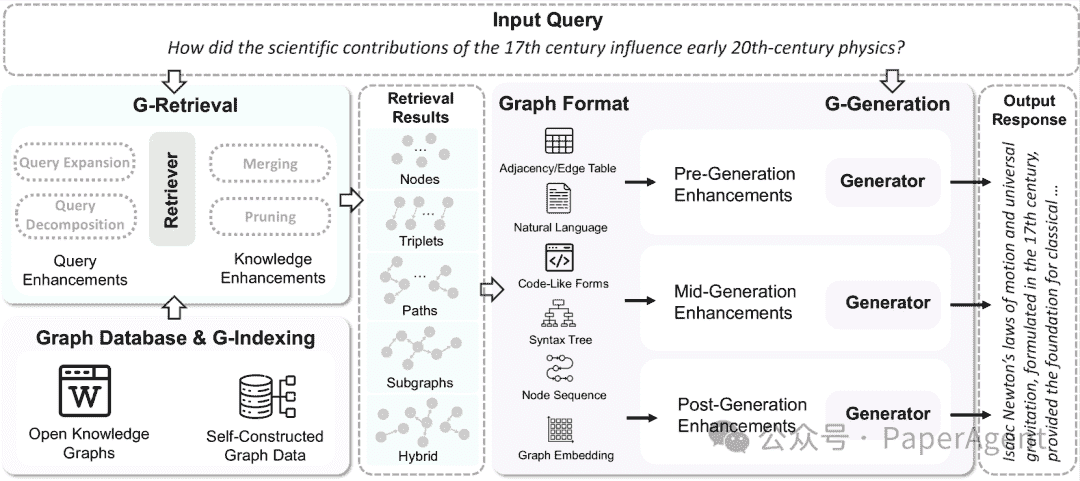 Input Query
How did the scientific contributions of the 17th century influence early 20th-century physics?
G-Retrieval
Query Expansion
Query
Decomposition
Query
Enhancements
Retriever
Merging
Pruning
Knowledge
Enhancements
Graph Database & G-Indexing
W
Open Knowledge
Graphs
Self-Constructed
Graph Data
Retrieval
Results
...
Nodes
...
Triplets
...
Paths
Subgraphs
Hybrid
Graph Format
Adjacency/Edge Table
Natural Language
Code-Like Forms
Syntax Tree
Node Sequence
Graph Embedding
G-Generation
Pre-Generation
Enhancements
Generator
Mid-Generation
Enhancements
Generator
Post-Generation
Enhancements
Generator
Output
Response
Isaac Newton's laws of motion and universal
gravitation, formulated in the 17th century,
provided the foundation for classical ...
公众号 · PaperAgent